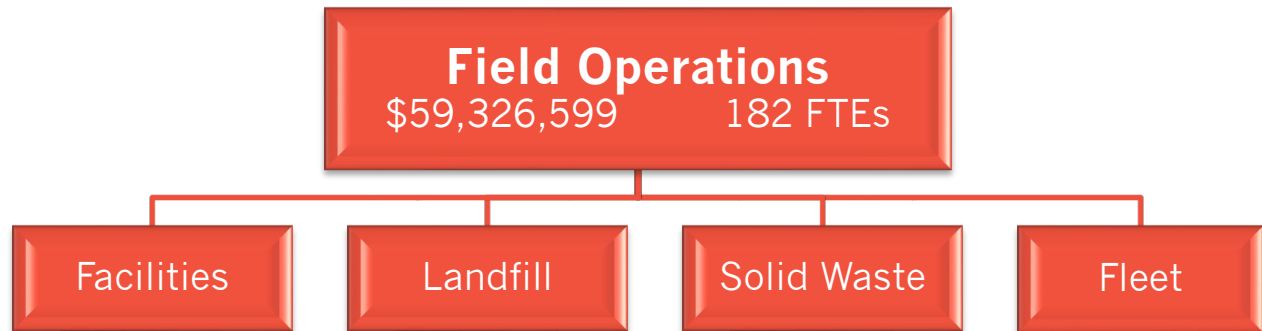 Field Operations
$59,326,599 182 FTEs
Facilities
Landfill
Solid Waste
Fleet